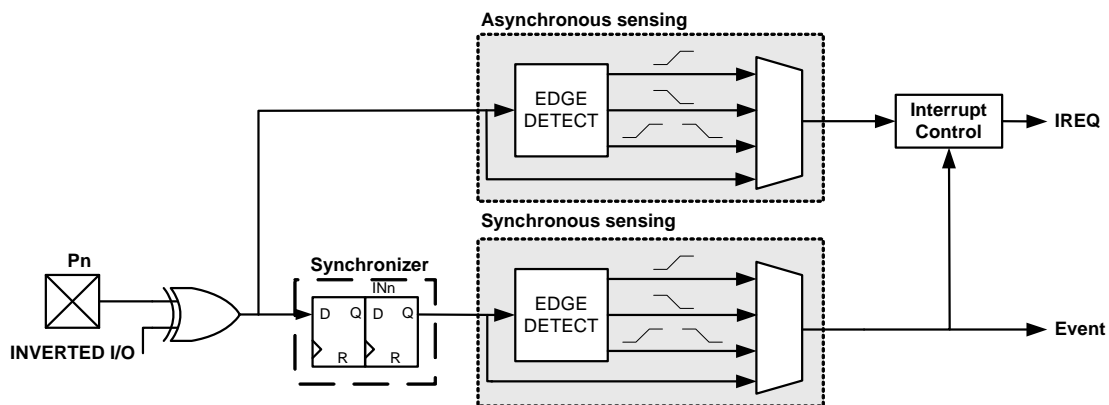 Asynchronous sensing
EDGE
DETECT
Interrupt
Control
IREQ
Synchronous sensing
Pn
Synchronizer
INn
D Q D Q
R R
EDGE
DETECT
INVERTED I/O
Event